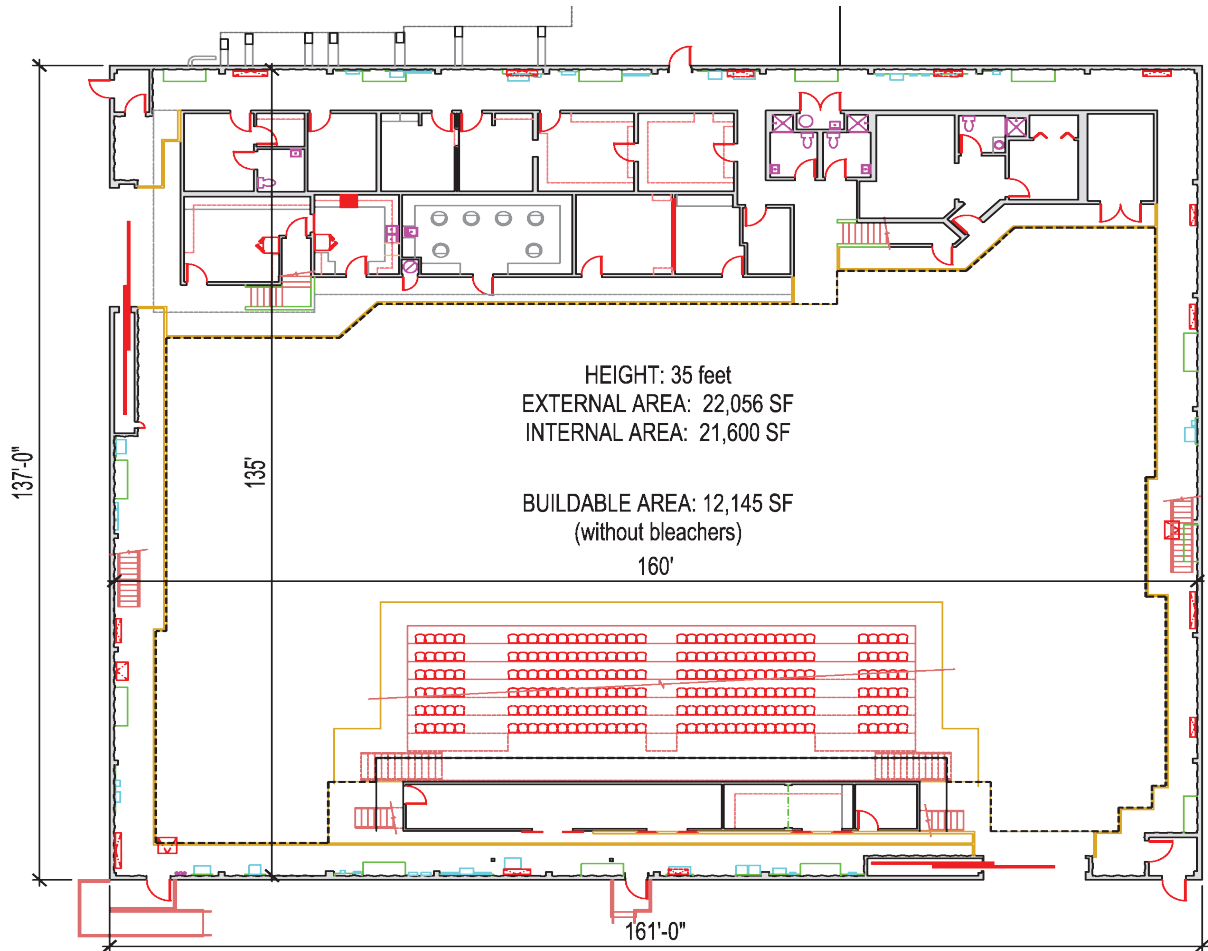 HEIGHT: 35 feet
EXTERNAL AREA: 22,056 SF
INTERNAL AREA: 21,600 SF
137'-0"
135'
BUILDABLE AREA: 12,145 SF
(without bleachers)
160'
161'-0"